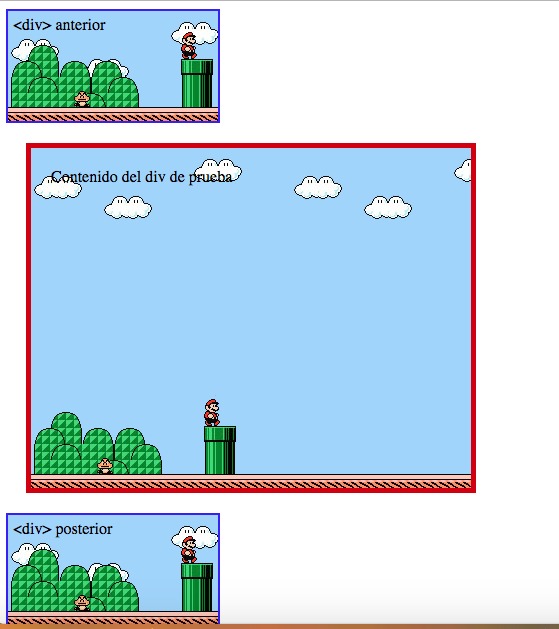 <div> anterior
Contenido del div de prueba
<div> posterior